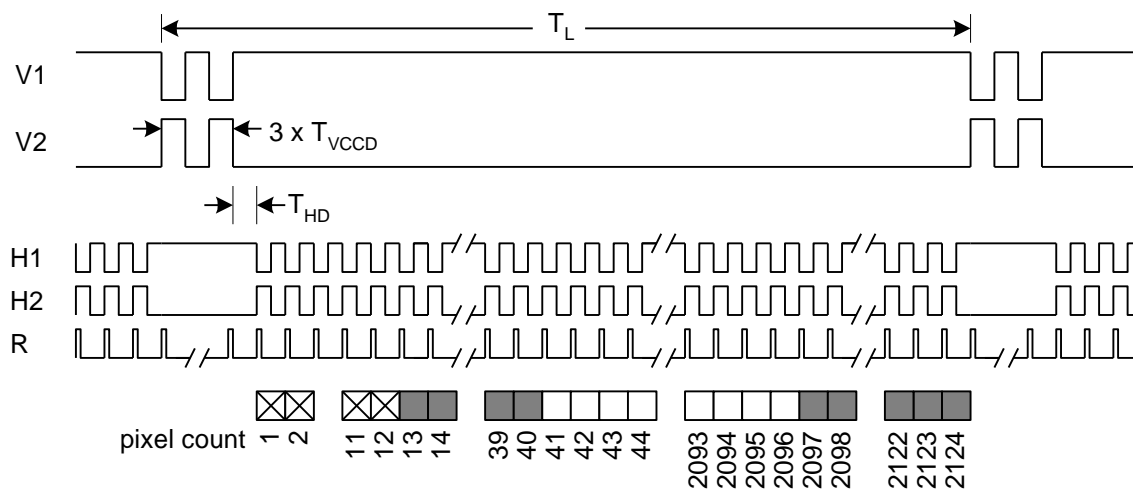 T_L
V1
V2
3 x T_VCCD
T_HD
H1
H2
R
pixel count 1 2 11 12 13 14 39 40 41 42 43 44 2093 2094 2095 2096 2097 2098 2122 2123 2124